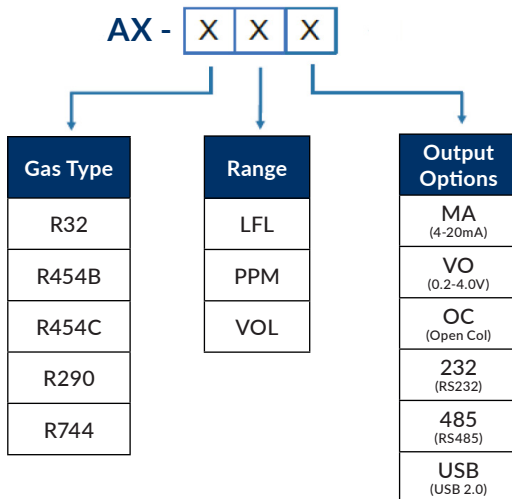 AX - X X X
Gas Type
R32
R454B
R454C
R290
R744
Range
LFL
PPM
VOL
Output
Options
MA
(4-20mA)
VO
(0.2-4.0V)
OC
(Open Col)
232
(RS232)
485
(RS485)
USB
(USB 2.0)